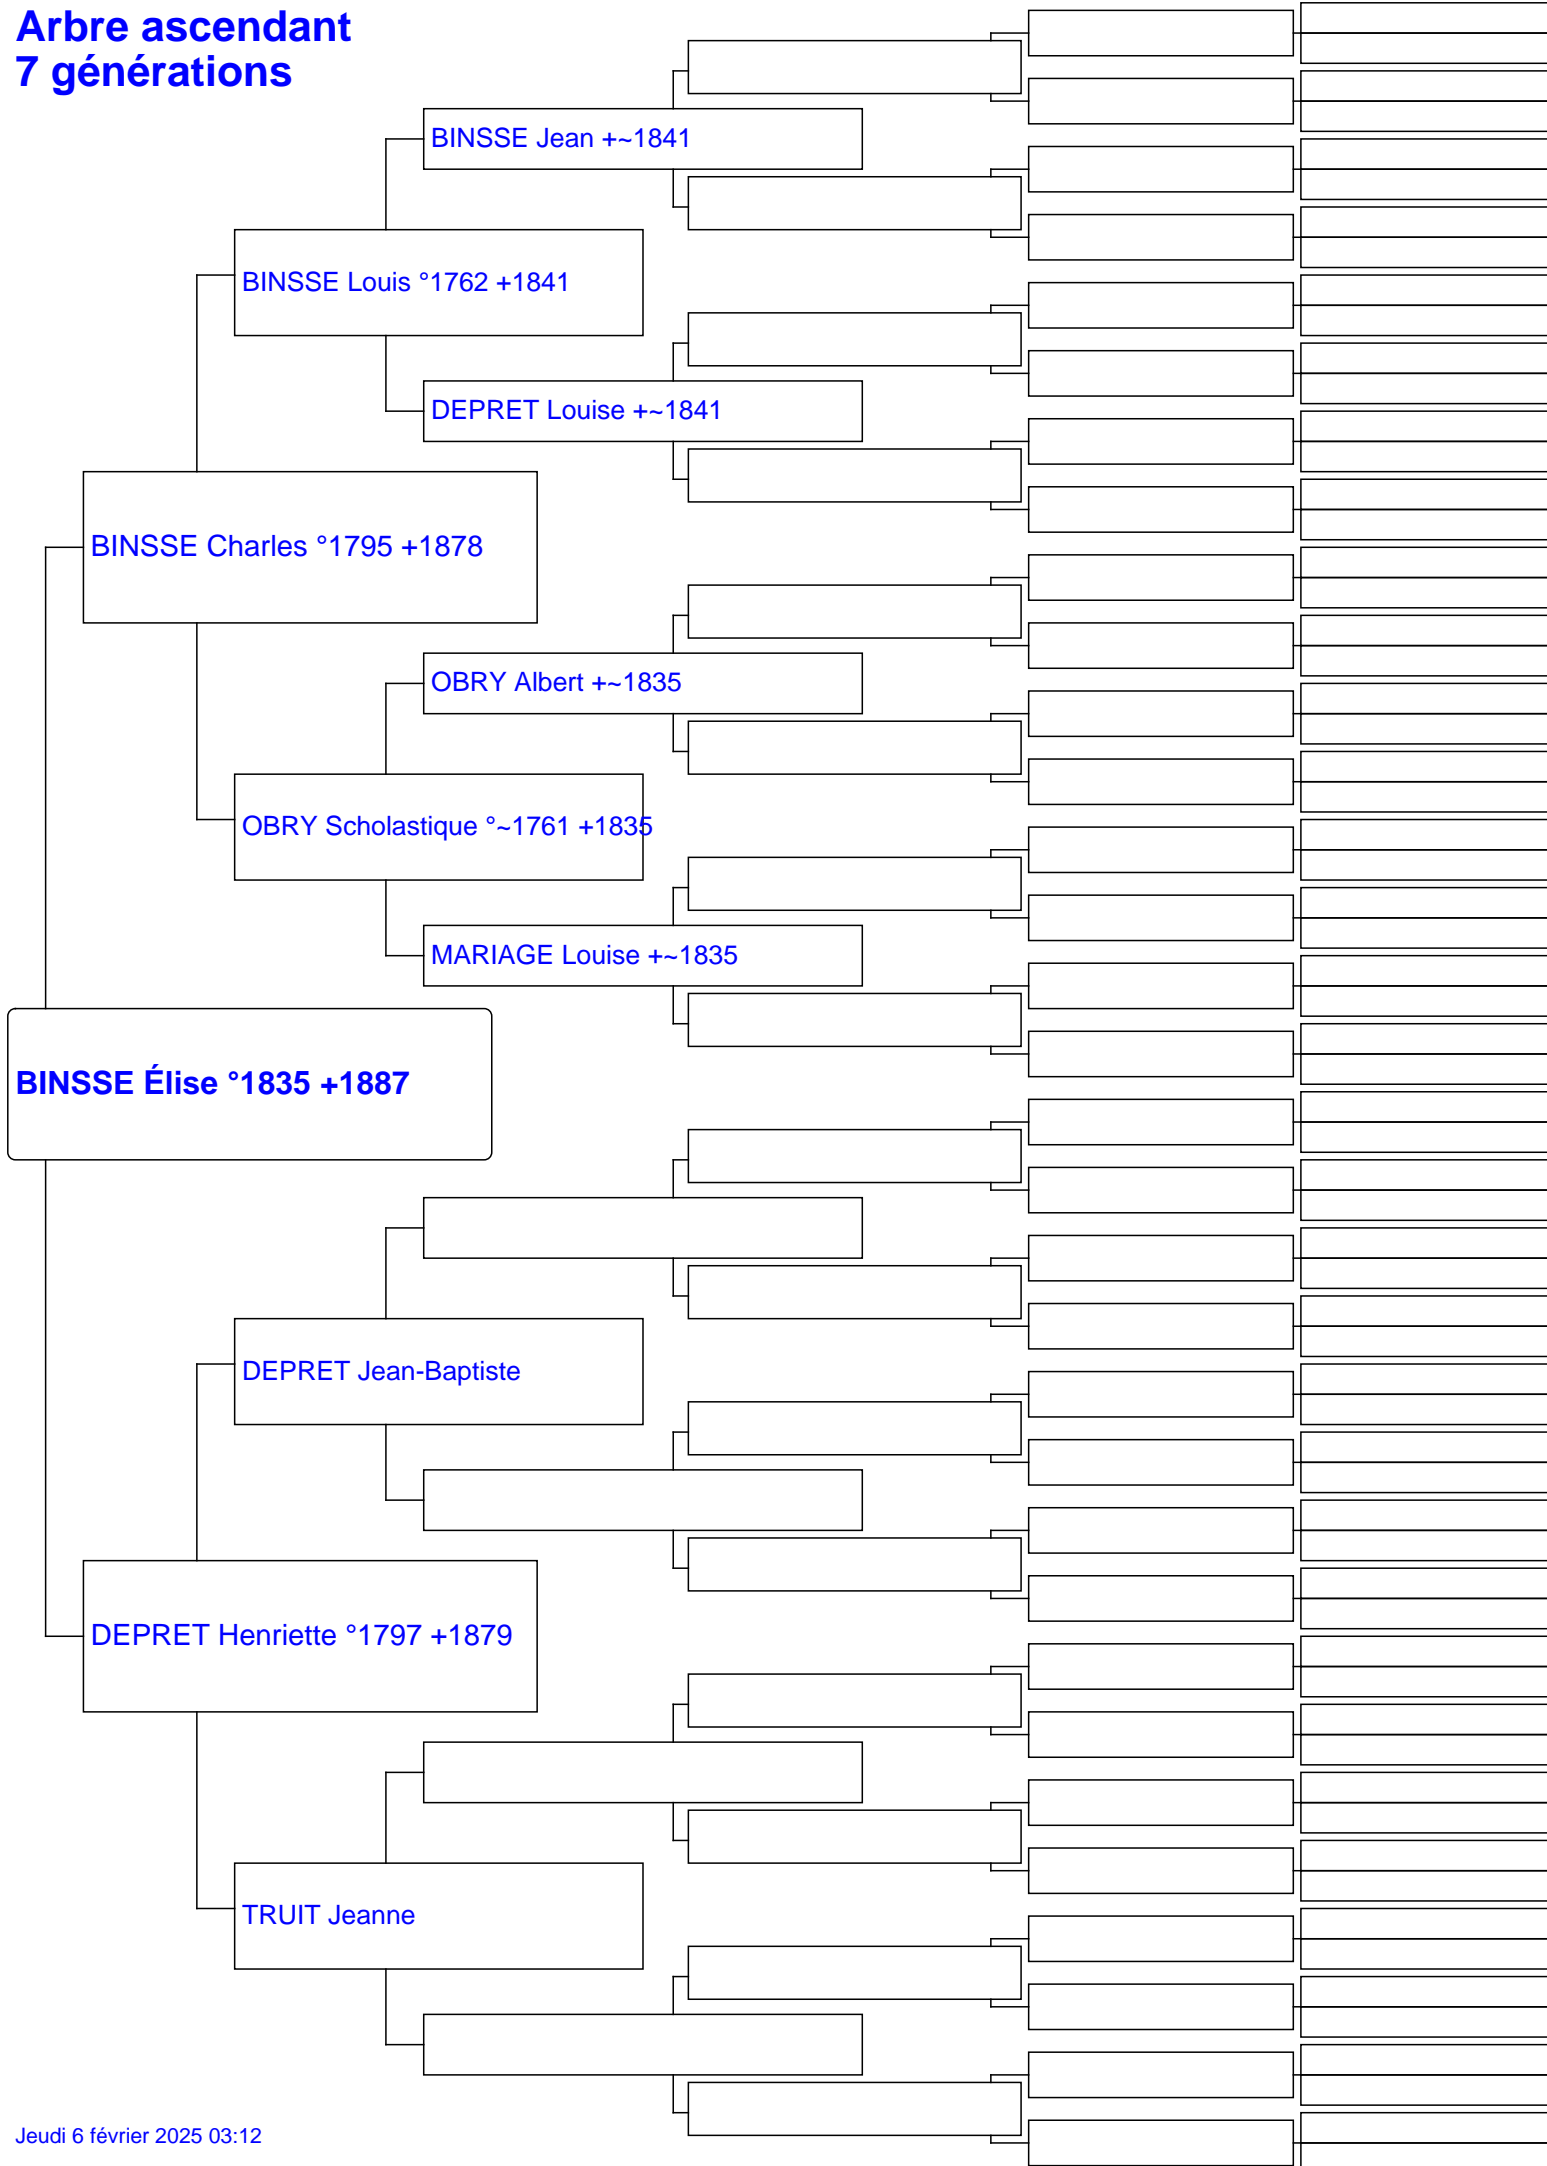 Arbre ascendant
7 générations
BINSSE Jean +~1841
BINSSE Louis °1762 +1841
DEPRET Louise +~1841
BINSSE Charles °1795 +1878
OBRY Albert +~1835
OBRY Scholastique °~1761 +1835
MARIAGE Louise +~1835
BINSSE Élise °1835 +1887
DEPRET Jean-Baptiste
DEPRET Henriette °1797 +1879
TRUIT Jeanne
Jeudi 6 février 2025 03:12